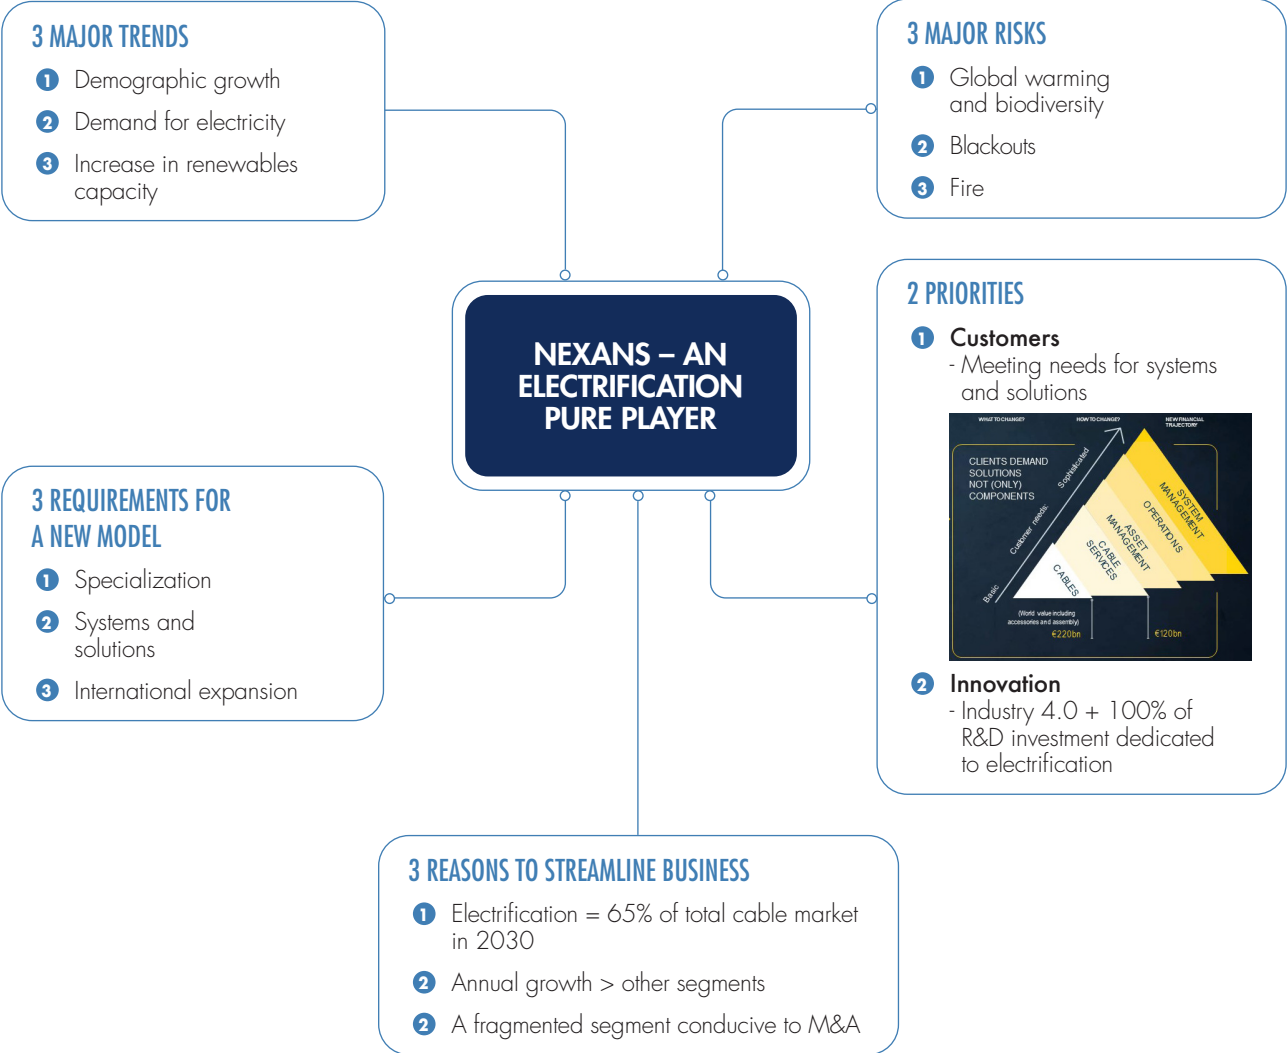 3 MAJOR TRENDS
1 Demographic growth
2 Demand for electricity
3 Increase in renewables
capacity
3 MAJOR RISKS
1 Global warming
and biodiversity
2 Blackouts
3 Fire
NEXANS – AN
ELECTRIFICATION
PURE PLAYER
2 PRIORITIES
1 Customers
- Meeting needs for systems
and solutions
WHAT TO CHANGE?
HOW TO CHANGE?
NEW FINANCIAL
TRAJECTORY
CLIENTS DEMAND
SOLUTIONS
NOT (ONLY)
COMPONENTS
Basic
Customer needs:
Sophisticated
CABLES
CABLE
SERVICES
ASSET
MANAGEMENT
OPERATIONS
SYSTEM
MANAGEMENT
(World value including
accessories and assembly)
€220bn
€120bn
2 Innovation
- Industry 4.0 + 100% of
R&D investment dedicated
to electrification
3 REQUIREMENTS FOR
A NEW MODEL
1 Specialization
2 Systems and
solutions
3 International expansion
3 REASONS TO STREAMLINE BUSINESS
1 Electrification = 65% of total cable market
in 2030
2 Annual growth > other segments
2 A fragmented segment conducive to M&A